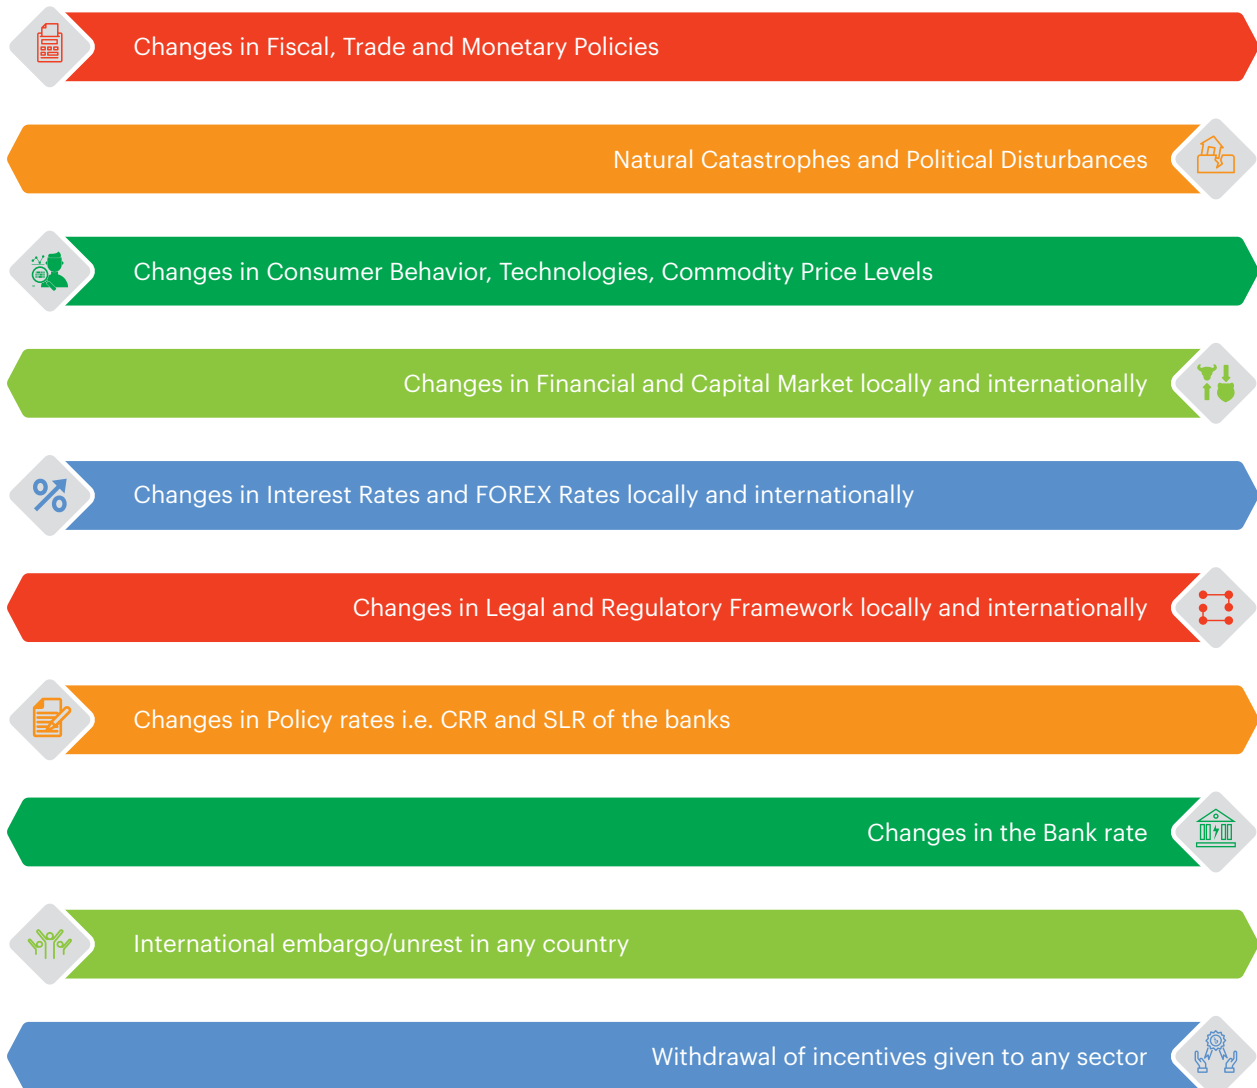 Changes in Fiscal, Trade and Monetary Policies
Natural Catastrophes and Political Disturbances
Changes in Consumer Behavior, Technologies, Commodity Price Levels
Changes in Financial and Capital Market locally and internationally
Changes in Interest Rates and FOREX Rates locally and internationally
Changes in Legal and Regulatory Framework locally and internationally
Changes in Policy rates i.e. CRR and SLR of the banks
Changes in the Bank rate
International embargo/unrest in any country
Withdrawal of incentives given to any sector